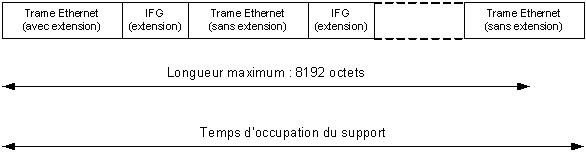 Trame Ethernet
(avec extension)
IFG
(extension)
Trame Ethernet
(sans extension)
IFG
(extension)
Trame Ethernet
(sans extension)
Longueur maximum : 8192 octets
Temps d'occupation du support